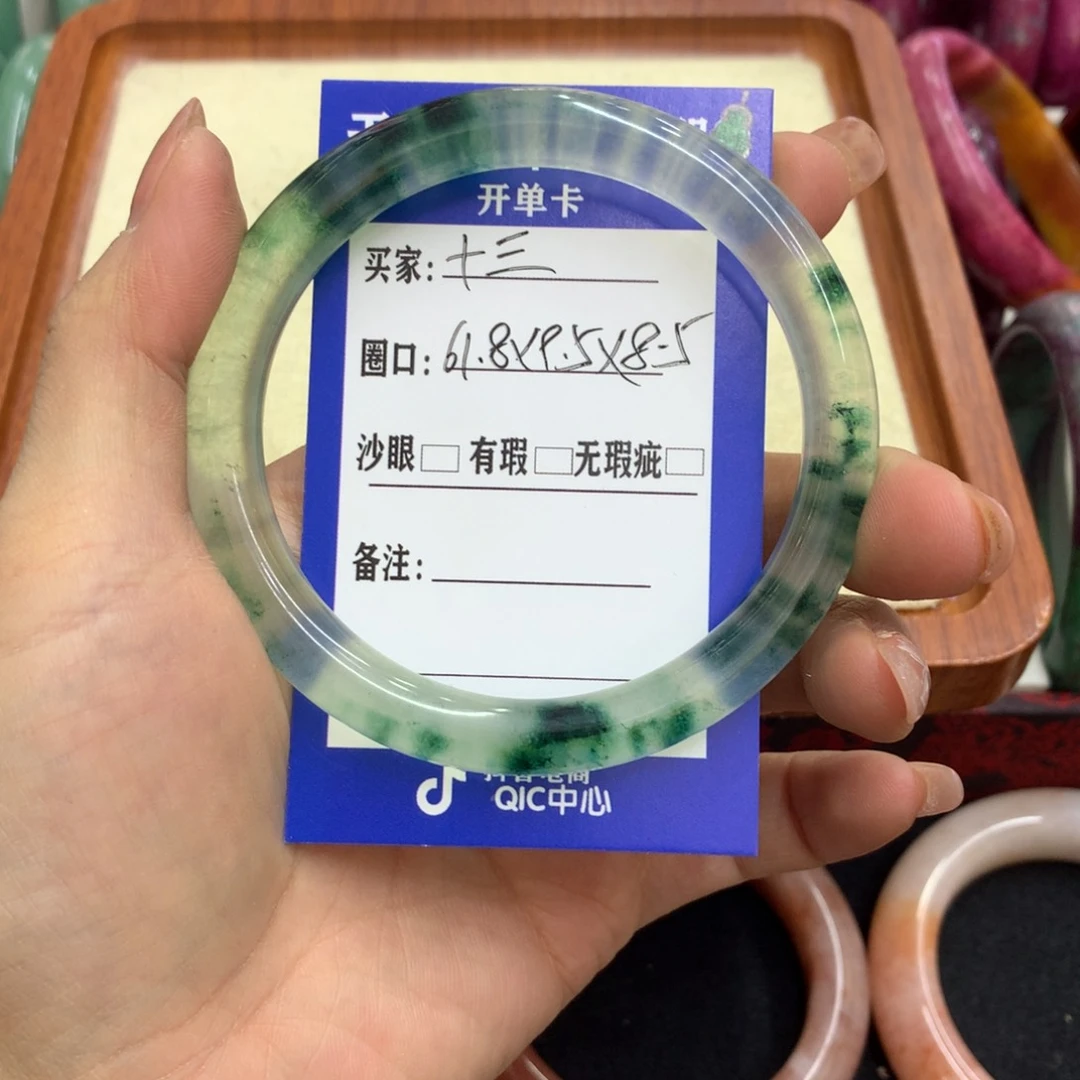 开单卡
买家: 十三
圈口: 61.8X9.5X8.5
沙眼□ 有瑕□ 无瑕疵□
备注:
QIC中心